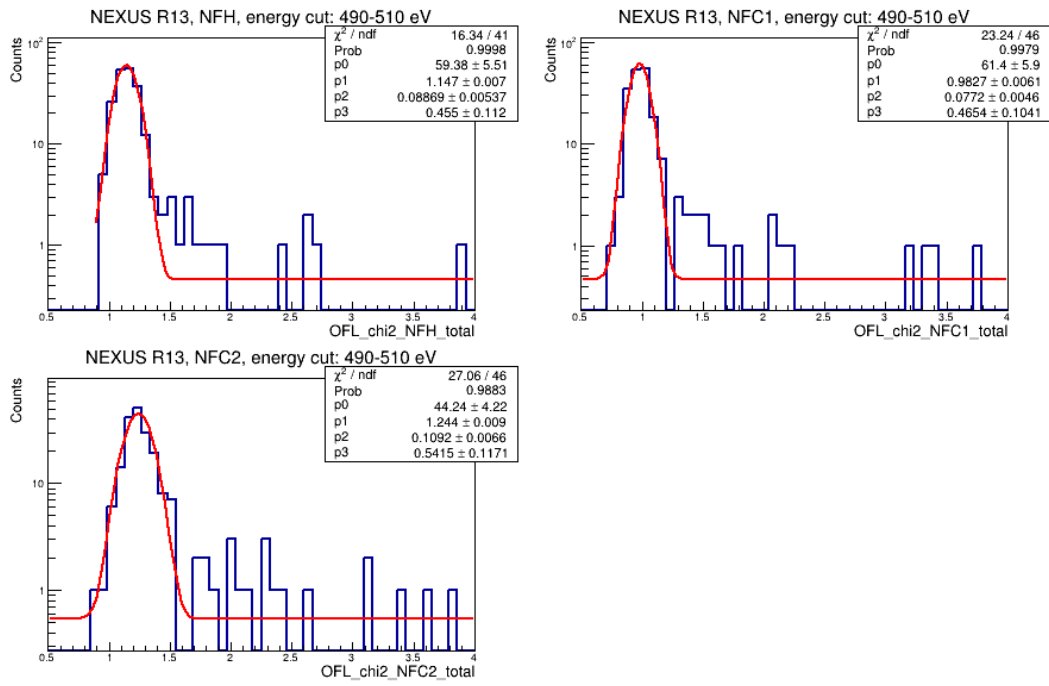 NEXUS R13, NFH, energy cut: 490-510 eV
χ² / ndf 16.34 / 41
Prob 0.9998
p0 59.38 ± 5.51
p1 1.147 ± 0.007
p2 0.08869 ± 0.00537
p3 0.455 ± 0.112
Counts
10²
10
1
0.5 1 1.5 2 2.5 3 3.5 4
OFL_chi2_NFH_total
NEXUS R13, NFC1, energy cut: 490-510 eV
χ² / ndf 23.24 / 46
Prob 0.9979
p0 61.4 ± 5.9
p1 0.9827 ± 0.0061
p2 0.0772 ± 0.0046
p3 0.4654 ± 0.1041
Counts
10²
10
1
0.5 1 1.5 2 2.5 3 3.5 4
OFL_chi2_NFC1_total
NEXUS R13, NFC2, energy cut: 490-510 eV
χ² / ndf 27.06 / 46
Prob 0.9883
p0 44.24 ± 4.22
p1 1.244 ± 0.009
p2 0.1092 ± 0.0066
p3 0.5415 ± 0.1171
Counts
10
1
0.5 1 1.5 2 2.5 3 3.5 4
OFL_chi2_NFC2_total